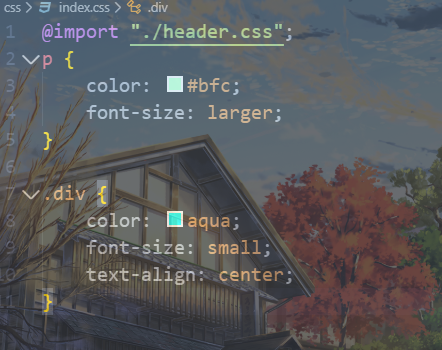 css > index.css > .div
1 @import "./header.css";
2 p {
3 color: #bfc;
4 font-size: larger;
5 }
6
7 .div {
8 color: aqua;
9 font-size: small;
10 text-align: center;
11 }